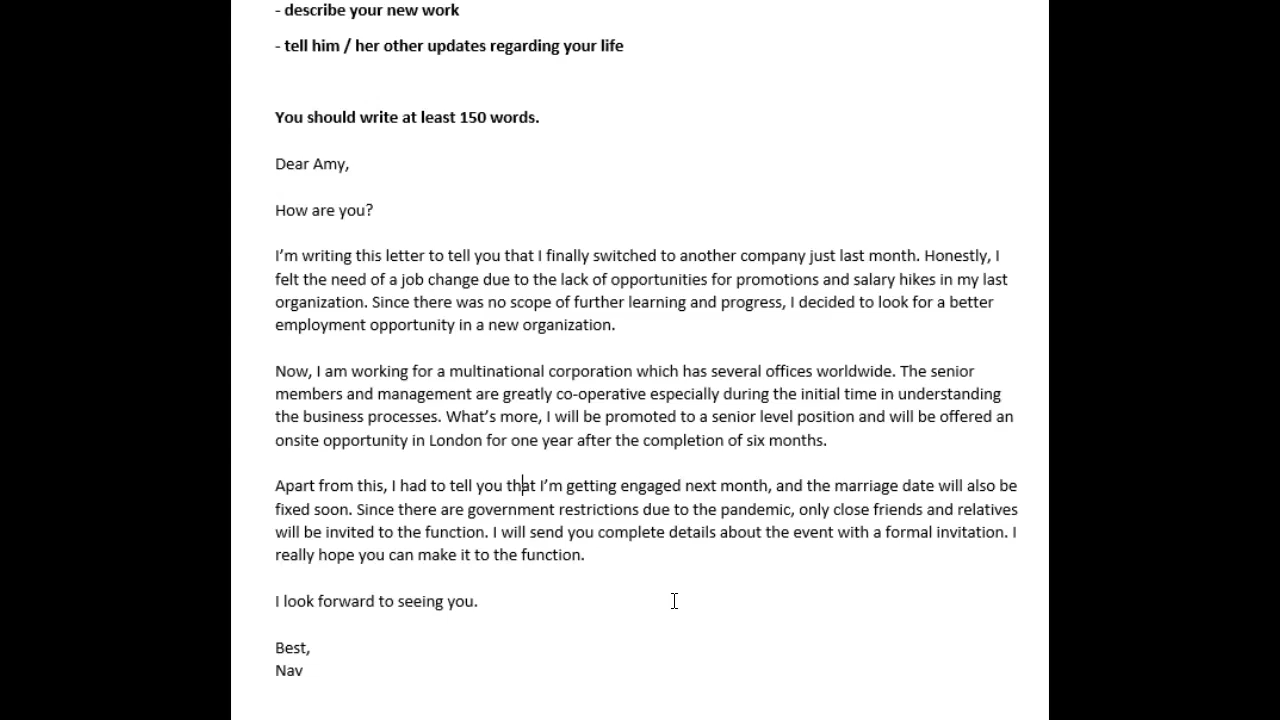 - describe your new work
- tell him / her other updates regarding your life
You should write at least 150 words.
Dear Amy,
How are you?
I’m writing this letter to tell you that I finally switched to another company just last month. Honestly, I
felt the need of a job change due to the lack of opportunities for promotions and salary hikes in my last
organization. Since there was no scope of further learning and progress, I decided to look for a better
employment opportunity in a new organization.
Now, I am working for a multinational corporation which has several offices worldwide. The senior
members and management are greatly co-operative especially during the initial time in understanding
the business processes. What’s more, I will be promoted to a senior level position and will be offered an
onsite opportunity in London for one year after the completion of six months.
Apart from this, I had to tell you that I’m getting engaged next month, and the marriage date will also be
fixed soon. Since there are government restrictions due to the pandemic, only close friends and relatives
will be invited to the function. I will send you complete details about the event with a formal invitation. I
really hope you can make it to the function.
I look forward to seeing you.
Best,
Nav